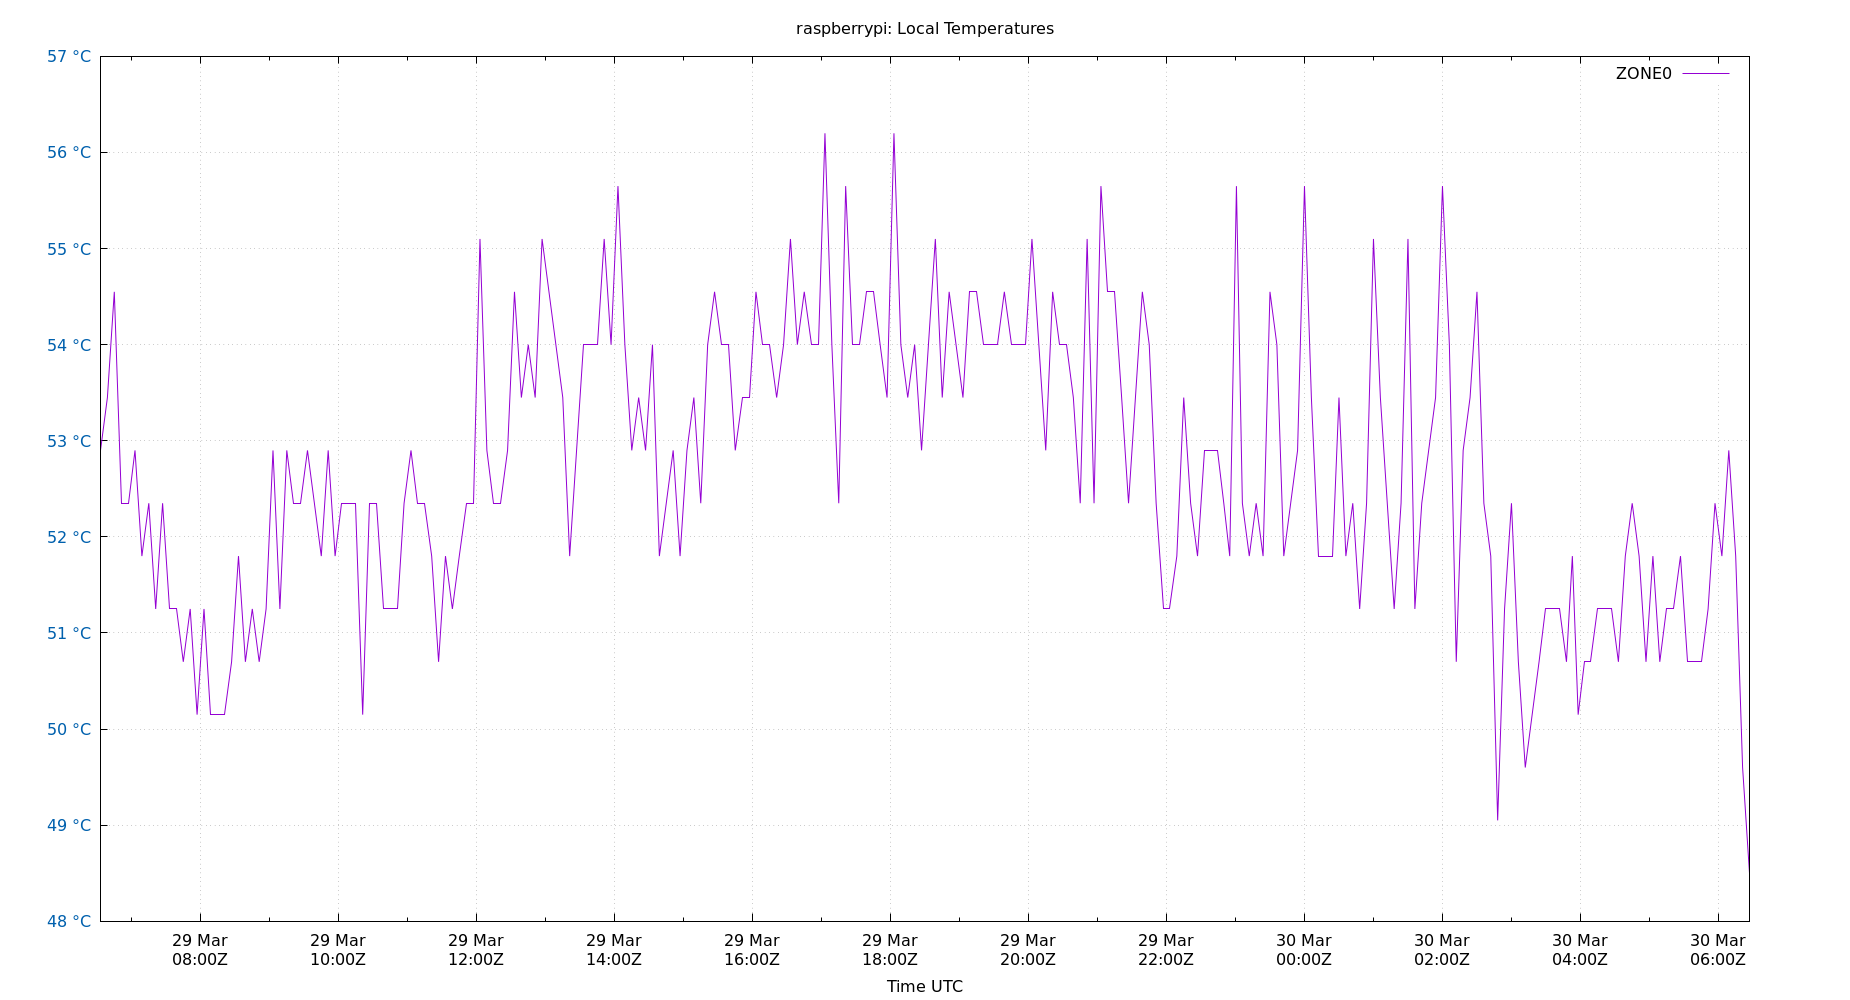 raspberrypi: Local Temperatures
57 °C
ZONE0
56 °C
55 °C
54 °C
53 °C
52 °C
51 °C
50 °C
49 °C
48 °C
29 Mar 29 Mar 29 Mar 29 Mar 29 Mar 29 Mar 29 Mar 29 Mar 30 Mar 30 Mar 30 Mar 30 Mar
08:00Z 10:00Z 12:00Z 14:00Z 16:00Z 18:00Z 20:00Z 22:00Z 00:00Z 02:00Z 04:00Z 06:00Z
Time UTC